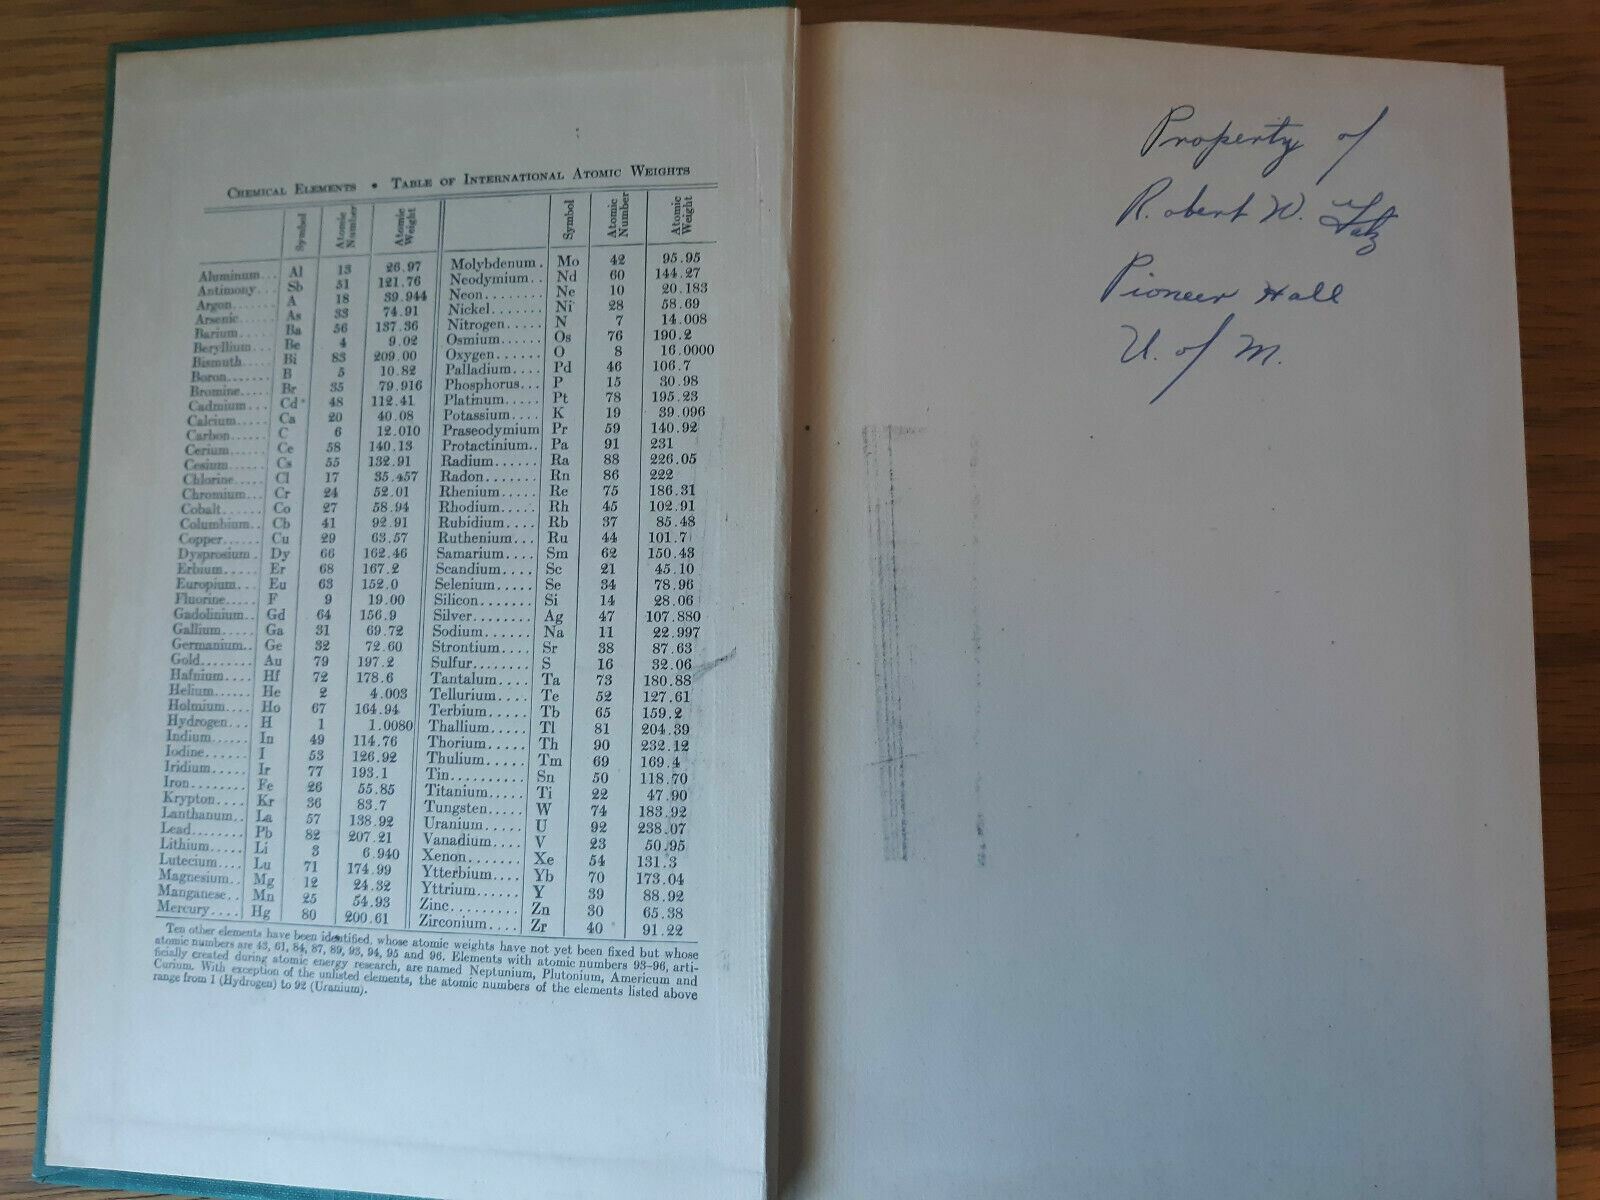 CHEMICAL ELEMENTS • TABLE OF INTERNATIONAL ATOMIC WEIGHTS
Symbol Atomic Number Atomic Weight Symbol Atomic Number Atomic Weight
Aluminum... Al 13 26.97 Molybdenum. Mo 42 95.95
Antimony... Sb 51 121.76 Neodymium.. Nd 60 144.27
Argon...... A 18 39.944 Neon........ Ne 10 20.183
Arsenic.... As 33 74.91 Nickel....... Ni 28 58.69
Barium.... Ba 56 137.36 Nitrogen.... N 7 14.008
Beryllium... Be 4 9.02 Osmium..... Os 76 190.2
Bismuth.... Bi 83 209.00 Oxygen...... O 8 16.0000
Boron....... B 5 10.82 Palladium.... Pd 46 106.7
Bromine.... Br 35 79.916 Phosphorus... P 15 30.98
Cadmium... Cd 48 112.41 Platinum..... Pt 78 195.23
Calcium.... Ca 20 40.08 Potassium.... K 19 39.096
Carbon..... C 6 12.010 Praseodymium Pr 59 140.92
Cerium..... Ce 58 140.13 Protactinium.. Pa 91 231
Cesium..... Cs 55 132.91 Radium...... Ra 88 226.05
Chlorine.... Cl 17 35.457 Radon....... Rn 86 222
Chromium... Cr 24 52.01 Rhenium..... Re 75 186.31
Cobalt...... Co 27 58.94 Rhodium..... Rh 45 102.91
Columbium.. Cb 41 92.91 Rubidium.... Rb 37 85.48
Copper...... Cu 29 63.57 Ruthenium... Ru 44 101.7
Dysprosium. Dy 66 162.46 Samarium.... Sm 62 150.43
Erbium..... Er 68 167.2 Scandium.... Sc 21 45.10
Europium... Eu 63 152.0 Selenium..... Se 34 78.96
Fluorine..... F 9 19.00 Silicon....... Si 14 28.06
Gadolinium.. Gd 64 156.9 Silver........ Ag 47 107.880
Gallium..... Ga 31 69.72 Sodium...... Na 11 22.997
Germanium.. Ge 32 72.60 Strontium.... Sr 38 87.63
Gold........ Au 79 197.2 Sulfur........ S 16 32.06
Hafnium.... Hf 72 178.6 Tantalum.... Ta 73 180.88
Helium...... He 2 4.003 Tellurium.... Te 52 127.61
Holmium.... Ho 67 164.94 Terbium..... Tb 65 159.2
Hydrogen... H 1 1.0080 Thallium..... Tl 81 204.39
Indium...... In 49 114.76 Thorium..... Th 90 232.12
Iodine...... I 53 126.92 Thulium..... Tm 69 169.4
Iridium..... Ir 77 193.1 Tin.......... Sn 50 118.70
Iron........ Fe 26 55.85 Titanium..... Ti 22 47.90
Krypton.... Kr 36 83.7 Tungsten.... W 74 183.92
Lanthanum.. La 57 138.92 Uranium..... U 92 238.07
Lead........ Pb 82 207.21 Vanadium.... V 23 50.95
Lithium..... Li 3 6.940 Xenon....... Xe 54 131.3
Lutecium.... Lu 71 174.99 Ytterbium.... Yb 70 173.04
Magnesium.. Mg 12 24.32 Yttrium...... Y 39 88.92
Manganese.. Mn 25 54.93 Zinc......... Zn 30 65.38
Mercury.... Hg 80 200.61 Zirconium.... Zr 40 91.22
Ten other elements have been identified, whose atomic weights have not yet been fixed but whose
atomic numbers are 43, 61, 84, 87, 89, 93, 94, 95 and 96. Elements with atomic numbers 93-96, arti-
ficially created during atomic energy research, are named Neptunium, Plutonium, Americum and
Curium. With exception of the unlisted elements, the atomic numbers of the elements listed above
range from 1 (Hydrogen) to 92 (Uranium).
Property of
Robert W.
Pioneer Hall
U. of M.